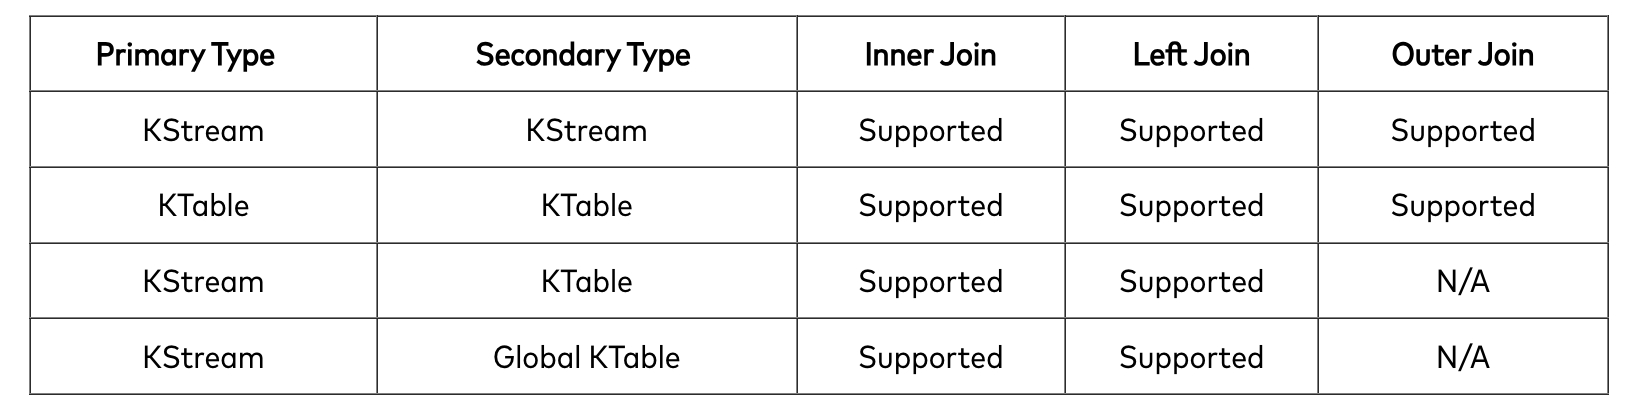 Primary Type Secondary Type Inner Join Left Join Outer Join
KStream KStream Supported Supported Supported
KTable KTable Supported Supported Supported
KStream KTable Supported Supported N/A
KStream Global KTable Supported Supported N/A